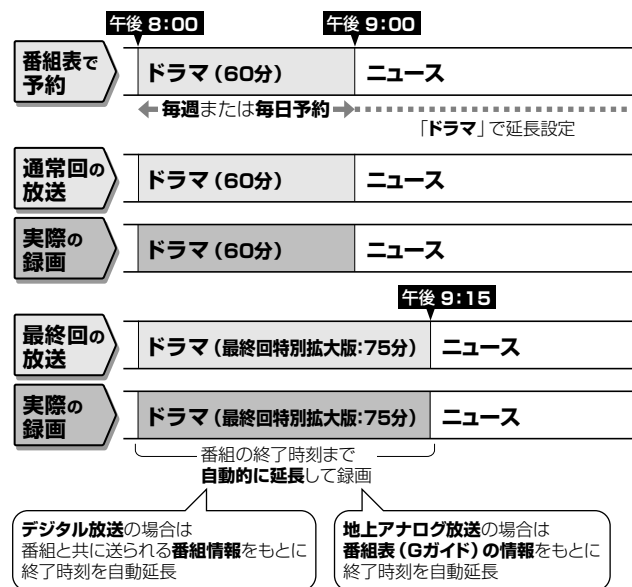 午後 8:00 午後 9:00
番組表で
予約
ドラマ (60分) ニュース
毎週または毎日予約
「ドラマ」で延長設定
通常回の
放送
ドラマ (60分) ニュース
実際の
録画
ドラマ (60分) ニュース
午後 9:15
最終回の
放送
ドラマ (最終回特別拡大版:75分) ニュース
実際の
録画
ドラマ (最終回特別拡大版:75分) ニュース
番組の終了時刻まで
自動的に延長して録画
デジタル放送の場合は
番組と共に送られる番組情報をもとに
終了時刻を自動延長
地上アナログ放送の場合は
番組表(Gガイド)の情報をもとに
終了時刻を自動延長